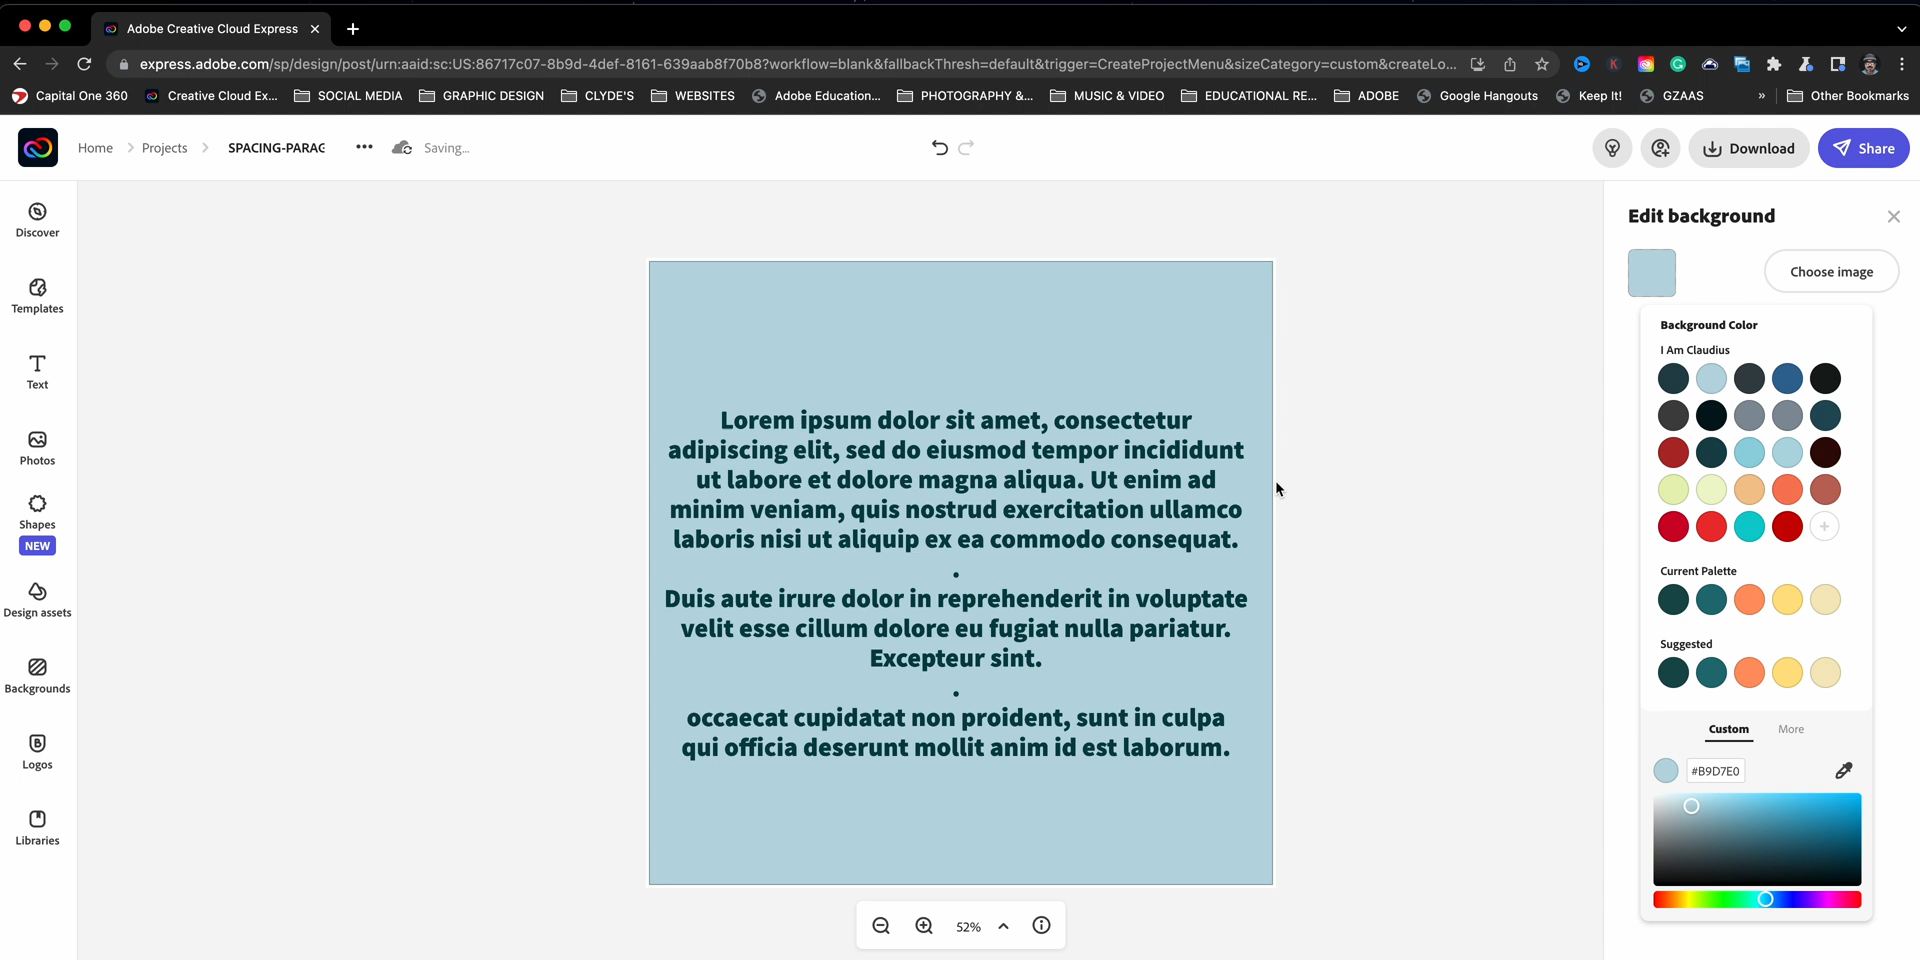 Adobe Creative Cloud Express
express.adobe.com/sp/design/post/urn:aaid:sc:US:86717c07-8b9d-4def-8161-639aab8f70b8?workflow=blank&fallbackThresh=default&trigger=CreateProjectMenu&sizeCategory=custom&createLo...
Capital One 360
Creative Cloud Ex...
SOCIAL MEDIA
GRAPHIC DESIGN
CLYDE'S
WEBSITES
Adobe Education...
PHOTOGRAPHY &...
MUSIC & VIDEO
EDUCATIONAL RE...
ADOBE
Google Hangouts
Keep It!
GZAAS
»
Other Bookmarks
Home
Projects
SPACING-PARAG
Saving...
Download
Share
Discover
Templates
Text
Photos
Shapes
NEW
Design assets
Backgrounds
Logos
Libraries
Lorem ipsum dolor sit amet, consectetur
adipiscing elit, sed do eiusmod tempor incididunt
ut labore et dolore magna aliqua. Ut enim ad
minim veniam, quis nostrud exercitation ullamco
laboris nisi ut aliquip ex ea commodo consequat.
.
Duis aute irure dolor in reprehenderit in voluptate
velit esse cillum dolore eu fugiat nulla pariatur.
Excepteur sint.
.
occaecat cupidatat non proident, sunt in culpa
qui officia deserunt mollit anim id est laborum.
52%
Edit background
Choose image
Background Color
I Am Claudius
Current Palette
Suggested
Custom
More
#B9D7E0